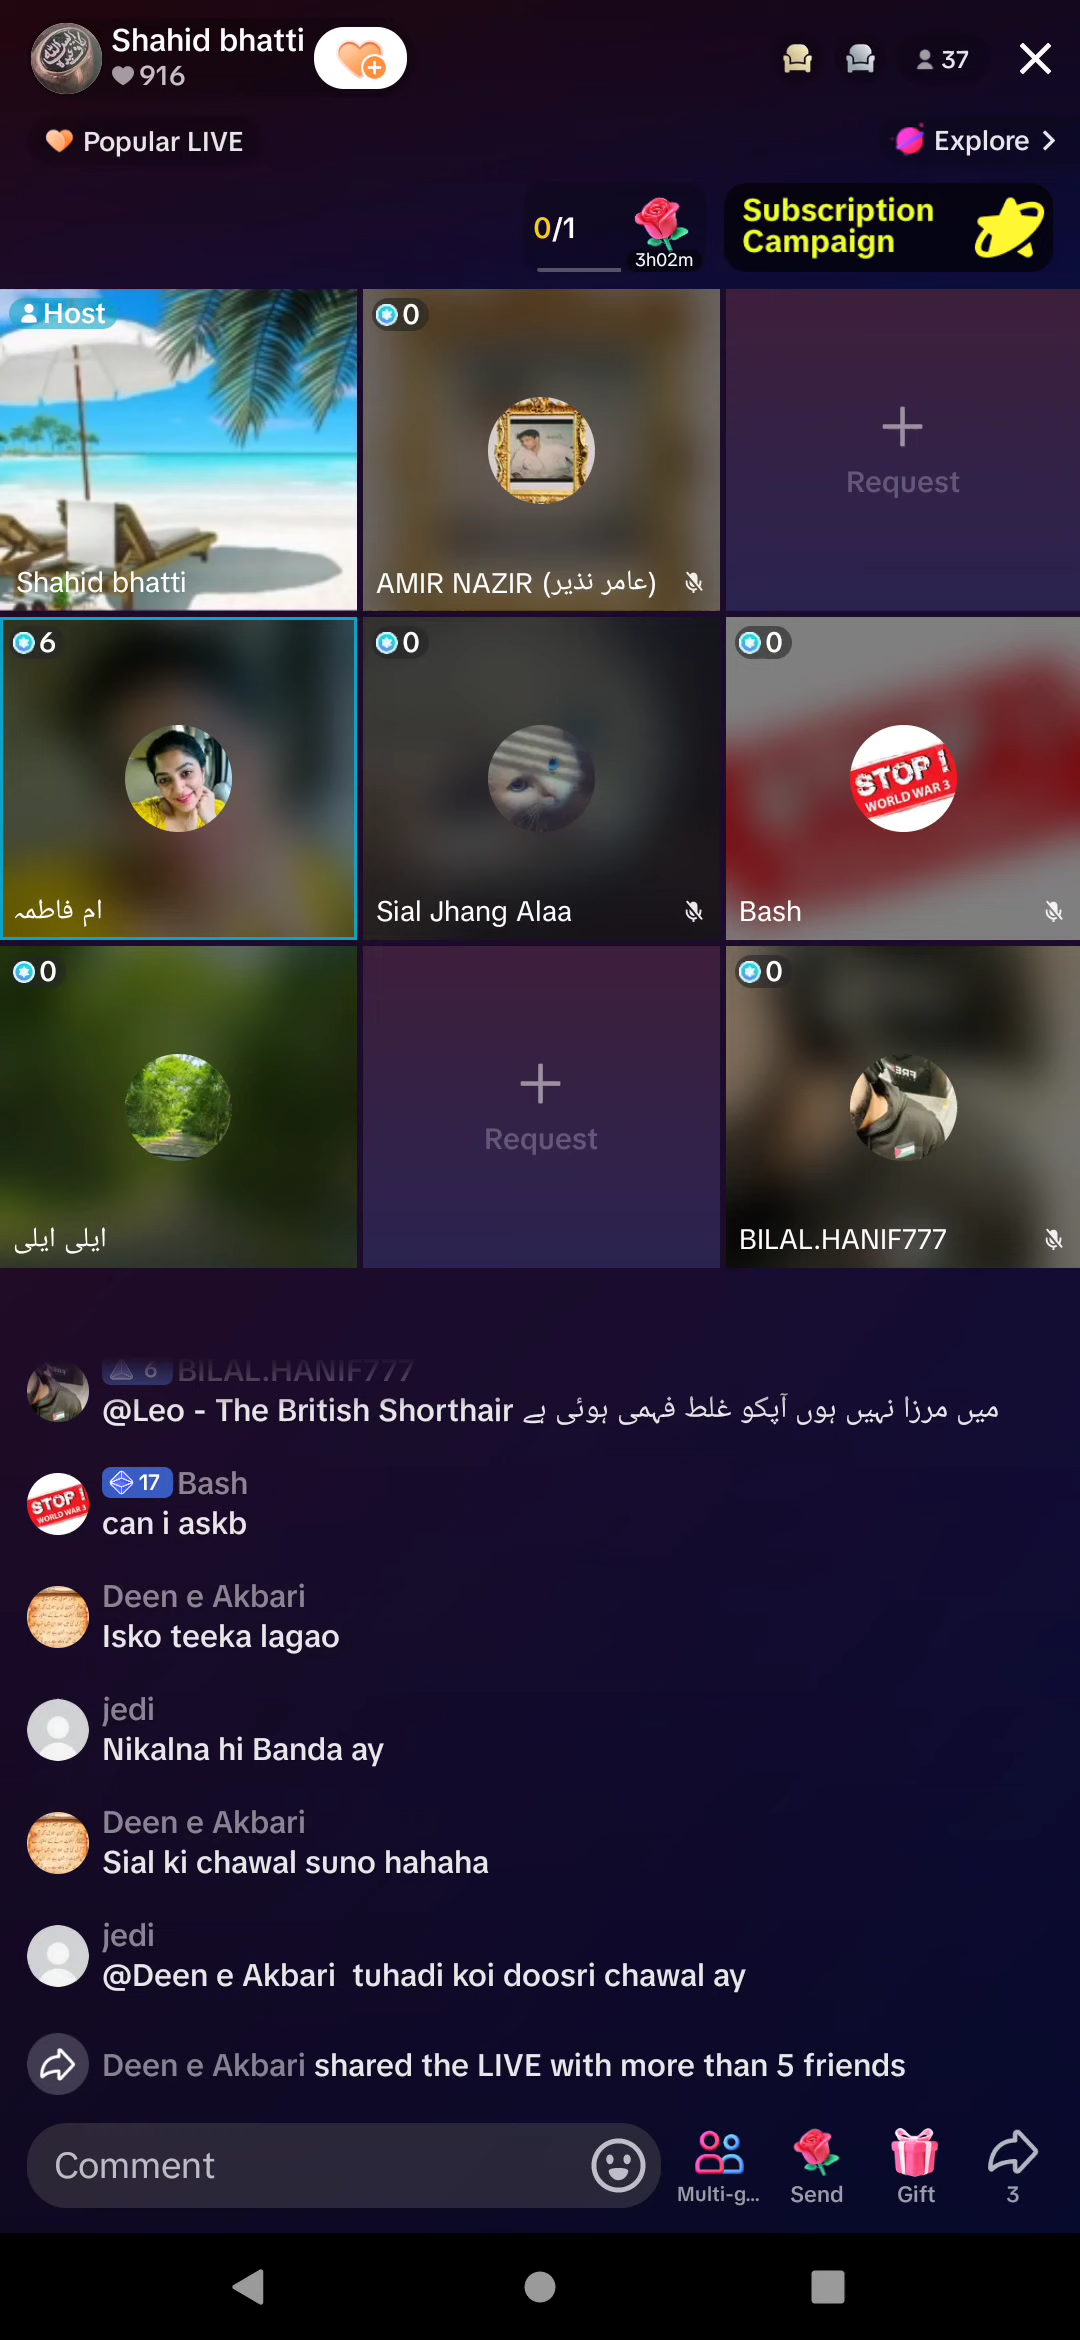 Shahid bhatti
916
37
Popular LIVE
Explore
0/1
3h02m
Subscription
Campaign
Host
0
Request
Shahid bhatti
AMIR NAZIR (عامر نذیر)
6
0
0
STOP !
WORLD WAR 3
ام فاطمہ
Sial Jhang Alaa
Bash
0
0
Request
ایلی ایلی
BILAL.HANIF777
6 BILAL.HANIF777
@Leo - The British Shorthair میں مرزا نہیں ہوں آپکو غلط فہمی ہوئی ہے
STOP !
WORLD WAR 3
17 Bash
can i askb
Deen e Akbari
Isko teeka lagao
jedi
Nikalna hi Banda ay
Deen e Akbari
Sial ki chawal suno hahaha
jedi
@Deen e Akbari tuhadi koi doosri chawal ay
Deen e Akbari shared the LIVE with more than 5 friends
Comment
Multi-g...
Send
Gift
3